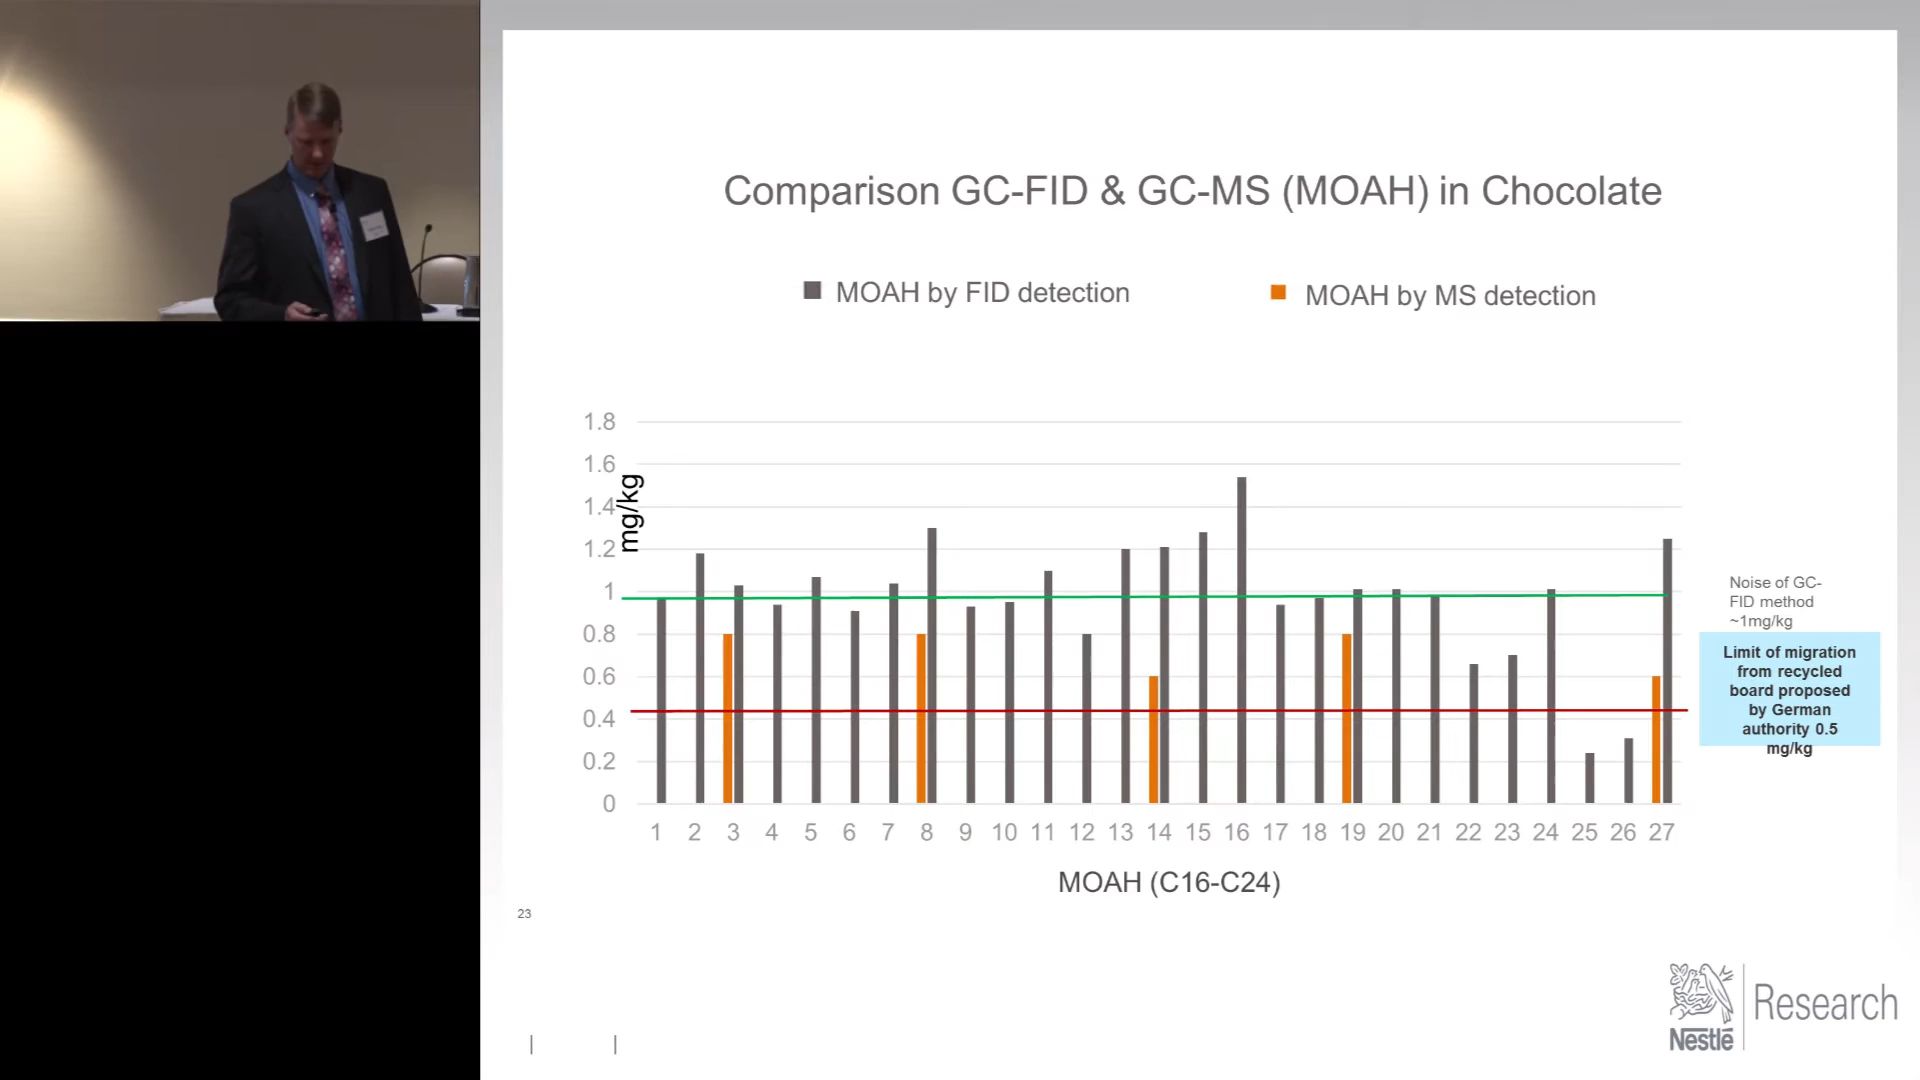 Comparison GC-FID & GC-MS (MOAH) in Chocolate
MOAH by FID detection
MOAH by MS detection
mg/kg
1.8
1.6
1.4
1.2
1
0.8
0.6
0.4
0.2
0
1 2 3 4 5 6 7 8 9 10 11 12 13 14 15 16 17 18 19 20 21 22 23 24 25 26 27
MOAH (C16-C24)
Noise of GC-
FID method
~1mg/kg
Limit of migration
from recycled
board proposed
by German
authority 0.5
mg/kg
23
Nestlé
Research